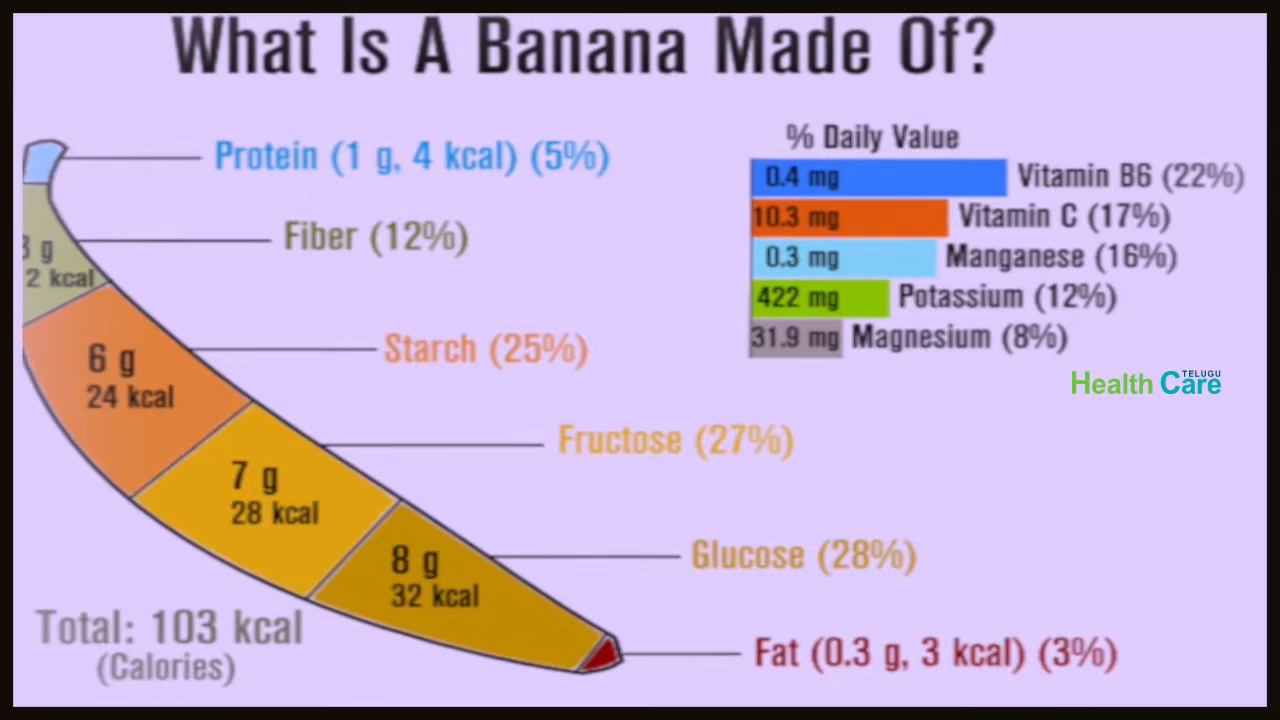 What Is A Banana Made Of?
Protein (1 g, 4 kcal) (5%)
Fiber (12%)
g
kcal
Starch (25%)
6 g
24 kcal
Fructose (27%)
7 g
28 kcal
Glucose (28%)
8 g
32 kcal
Fat (0.3 g, 3 kcal) (3%)
Total: 103 kcal
(Calories)
% Daily Value
0.4 mg Vitamin B6 (22%)
10.3 mg Vitamin C (17%)
0.3 mg Manganese (16%)
422 mg Potassium (12%)
31.9 mg Magnesium (8%)
TELUGU
Health Care